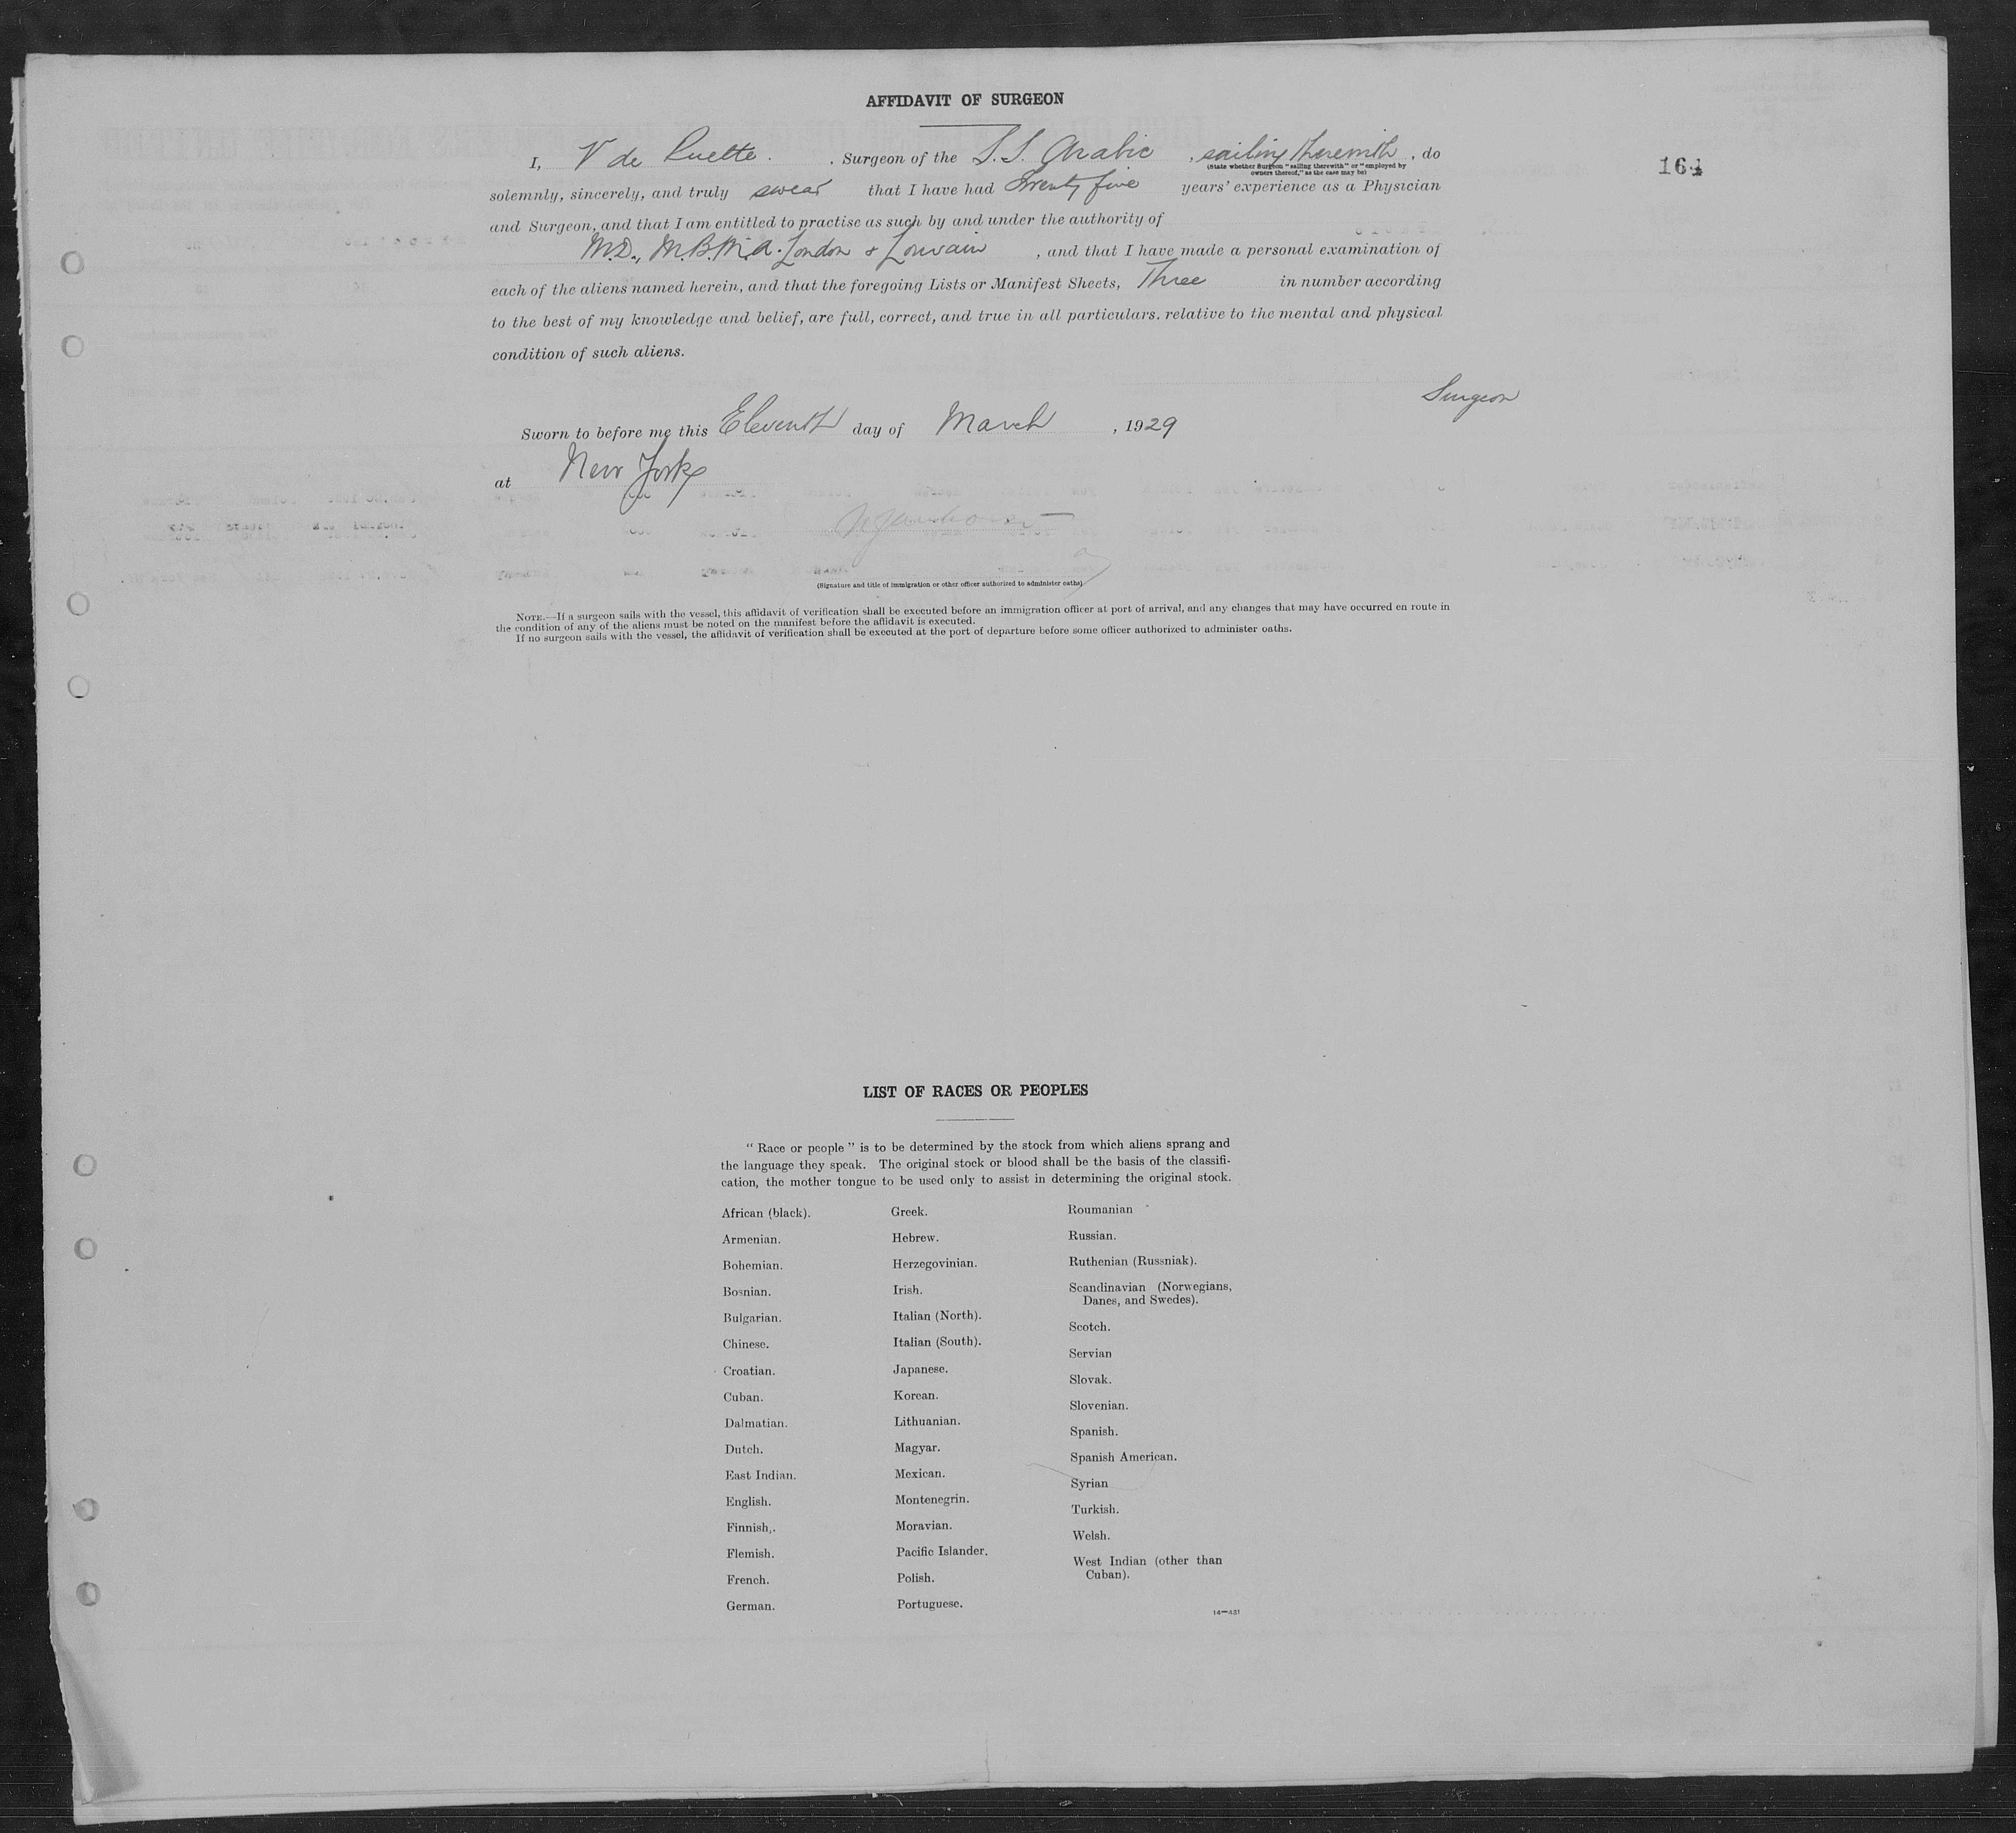 AFFIDAVIT OF SURGEON
164
I, V de Ruette. , Surgeon of the S.S. Arabic , sailing therewith , do
(State whether Surgeon "sailing therewith" or "employed by
owners thereof," as the case may be)
solemnly, sincerely, and truly swear that I have had Twenty five years' experience as a Physician
and Surgeon, and that I am entitled to practise as such by and under the authority of
M.D., M.B. London & Louvain , and that I have made a personal examination of
each of the aliens named herein, and that the foregoing Lists or Manifest Sheets, Three in number according
to the best of my knowledge and belief, are full, correct, and true in all particulars. relative to the mental and physical
condition of such aliens.
Surgeon
Sworn to before me this Eleventh day of March , 1929
at New York
(Signature and title of immigration or other officer authorized to administer oaths)
NOTE.—If a surgeon sails with the vessel, this affidavit of verification shall be executed before an immigration officer at port of arrival, and any changes that may have occurred en route in
the condition of any of the aliens must be noted on the manifest before the affidavit is executed.
If no surgeon sails with the vessel, the affidavit of verification shall be executed at the port of departure before some officer authorized to administer oaths.
LIST OF RACES OR PEOPLES
" Race or people " is to be determined by the stock from which aliens sprang and
the language they speak. The original stock or blood shall be the basis of the classifi-
cation, the mother tongue to be used only to assist in determining the original stock.
African (black).
Armenian.
Bohemian.
Bosnian.
Bulgarian.
Chinese.
Croatian.
Cuban.
Dalmatian.
Dutch.
East Indian.
English.
Finnish,.
Flemish.
French.
German.
Greek.
Hebrew.
Herzegovinian.
Irish.
Italian (North).
Italian (South).
Japanese.
Korean.
Lithuanian.
Magyar.
Mexican.
Montenegrin.
Moravian.
Pacific Islander.
Polish.
Portuguese.
Roumanian
Russian.
Ruthenian (Russniak).
Scandinavian (Norwegians,
Danes, and Swedes).
Scotch.
Servian
Slovak.
Slovenian.
Spanish.
Spanish American.
Syrian
Turkish.
Welsh.
West Indian (other than
Cuban).
14—431